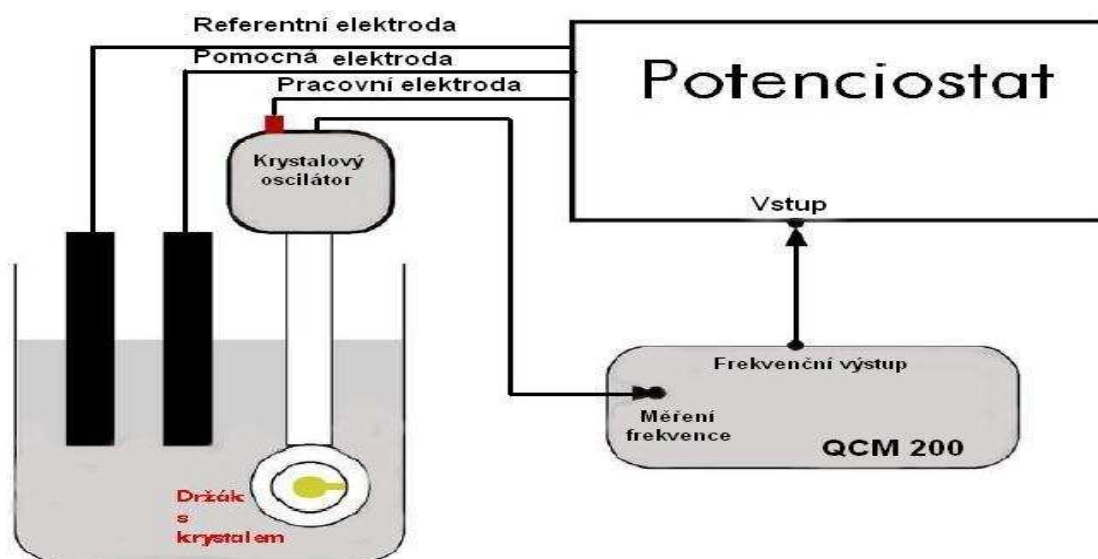 Referentní elektroda
Pomocná elektroda
Pracovní elektroda
Potenciostat
Krystalový
oscilátor
Vstup
Frekvenční výstup
Měření
frekvence
QCM 200
Držák
s
krystalem